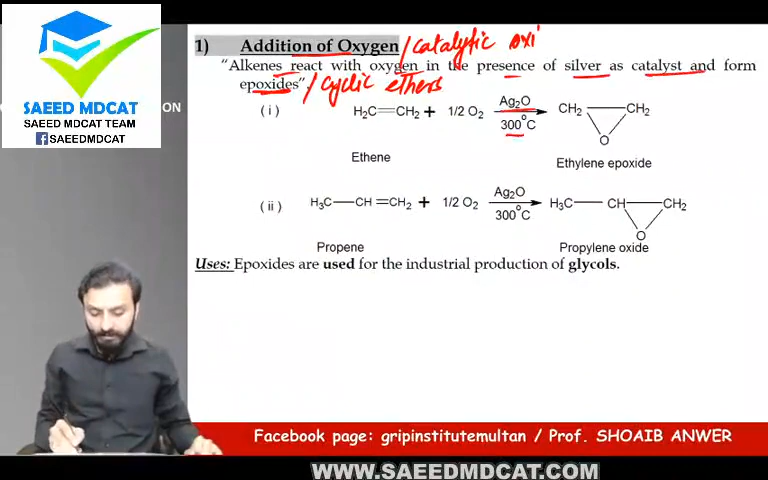 1) Addition of Oxygen / catalytic oxi
"Alkenes react with oxygen in the presence of silver as catalyst and form
epoxides" / cyclic ethers
( i ) H₂C═CH₂ + 1/2 O₂ Ag₂O 300°C CH₂ CH₂ O
Ethene Ethylene epoxide
( ii ) H₃C─CH═CH₂ + 1/2 O₂ Ag₂O 300°C H₃C─CH─CH₂ O
Propene Propylene oxide
Uses: Epoxides are used for the industrial production of glycols.
SAEED MDCAT
SAEED MDCAT TEAM
f SAEEDMDCAT
ON
Facebook page: gripinstitutemultan / Prof. SHOAIB ANWER
WWW.SAEEDMDCAT.COM